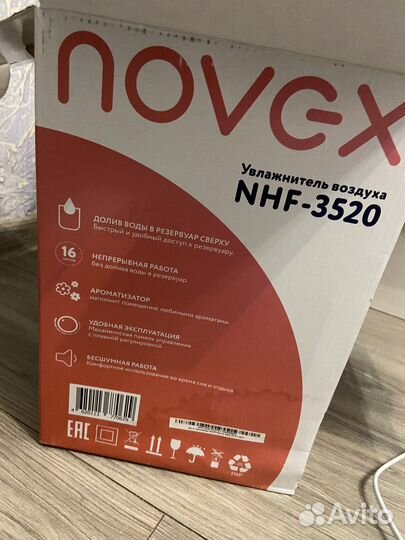 novex
Увлажнитель воздуха
NHF-3520
ДОЛИВ ВОДЫ В РЕЗЕРВУАР СВЕРХУ
Быстрый и удобный доступ к резервуару.
16
ЧАСОВ
НЕПРЕРЫВНАЯ РАБОТА
без долива воды в резервуар
АРОМАТИЗАТОР
наполнит помещение любимыми ароматами
УДОБНАЯ ЭКСПЛУАТАЦИЯ
Механическая панель управления
с плавной регулировкой
БЕСШУМНАЯ РАБОТА
Комфортное использование во время сна и отдыха
EAC
PAP
Avito